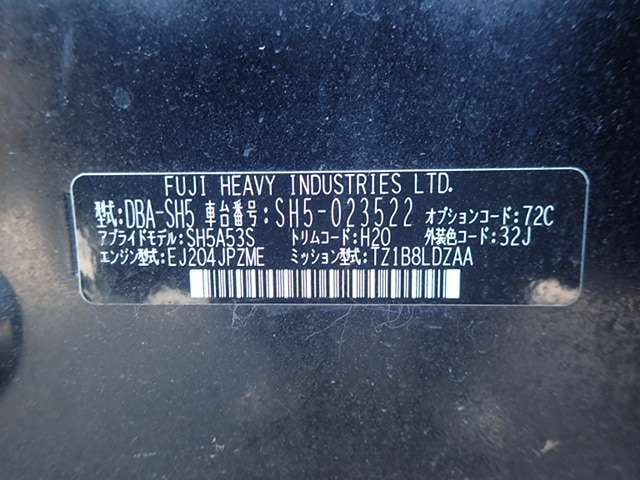 FUJI HEAVY INDUSTRIES LTD.
型式:DBA-SH5 車台番号:SH5-023522 オプションコード:72C
アプライドモデル:SH5A53S トリムコード:H20 外装色コード:32J
エンジン型式:EJ204JPZME ミッション型式:TZ1B8LDZAA